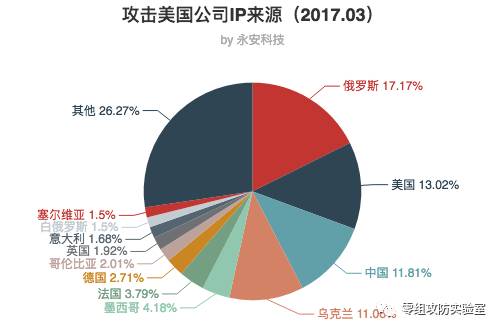 攻击美国公司IP来源（2017.03）
by 永安科技
其他 26.27%
俄罗斯 17.17%
美国 13.02%
中国 11.81%
乌克兰 11.06%
墨西哥 4.18%
法国 3.79%
德国 2.71%
哥伦比亚 2.01%
英国 1.92%
意大利 1.68%
白俄罗斯 1.5%
塞尔维亚 1.5%
零组攻防实验室